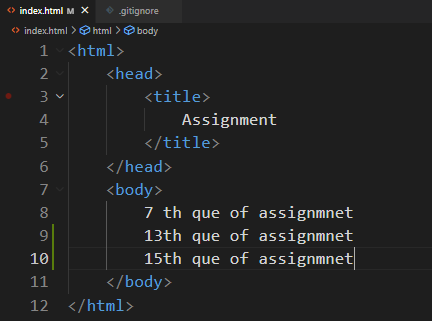 index.html M × .gitignore
index.html > html > body
1 <html>
2 <head>
3 <title>
4 Assignment
5 </title>
6 </head>
7 <body>
8 7 th que of assignmnet
9 13th que of assignmnet
10 15th que of assignmnet
11 </body>
12 </html>